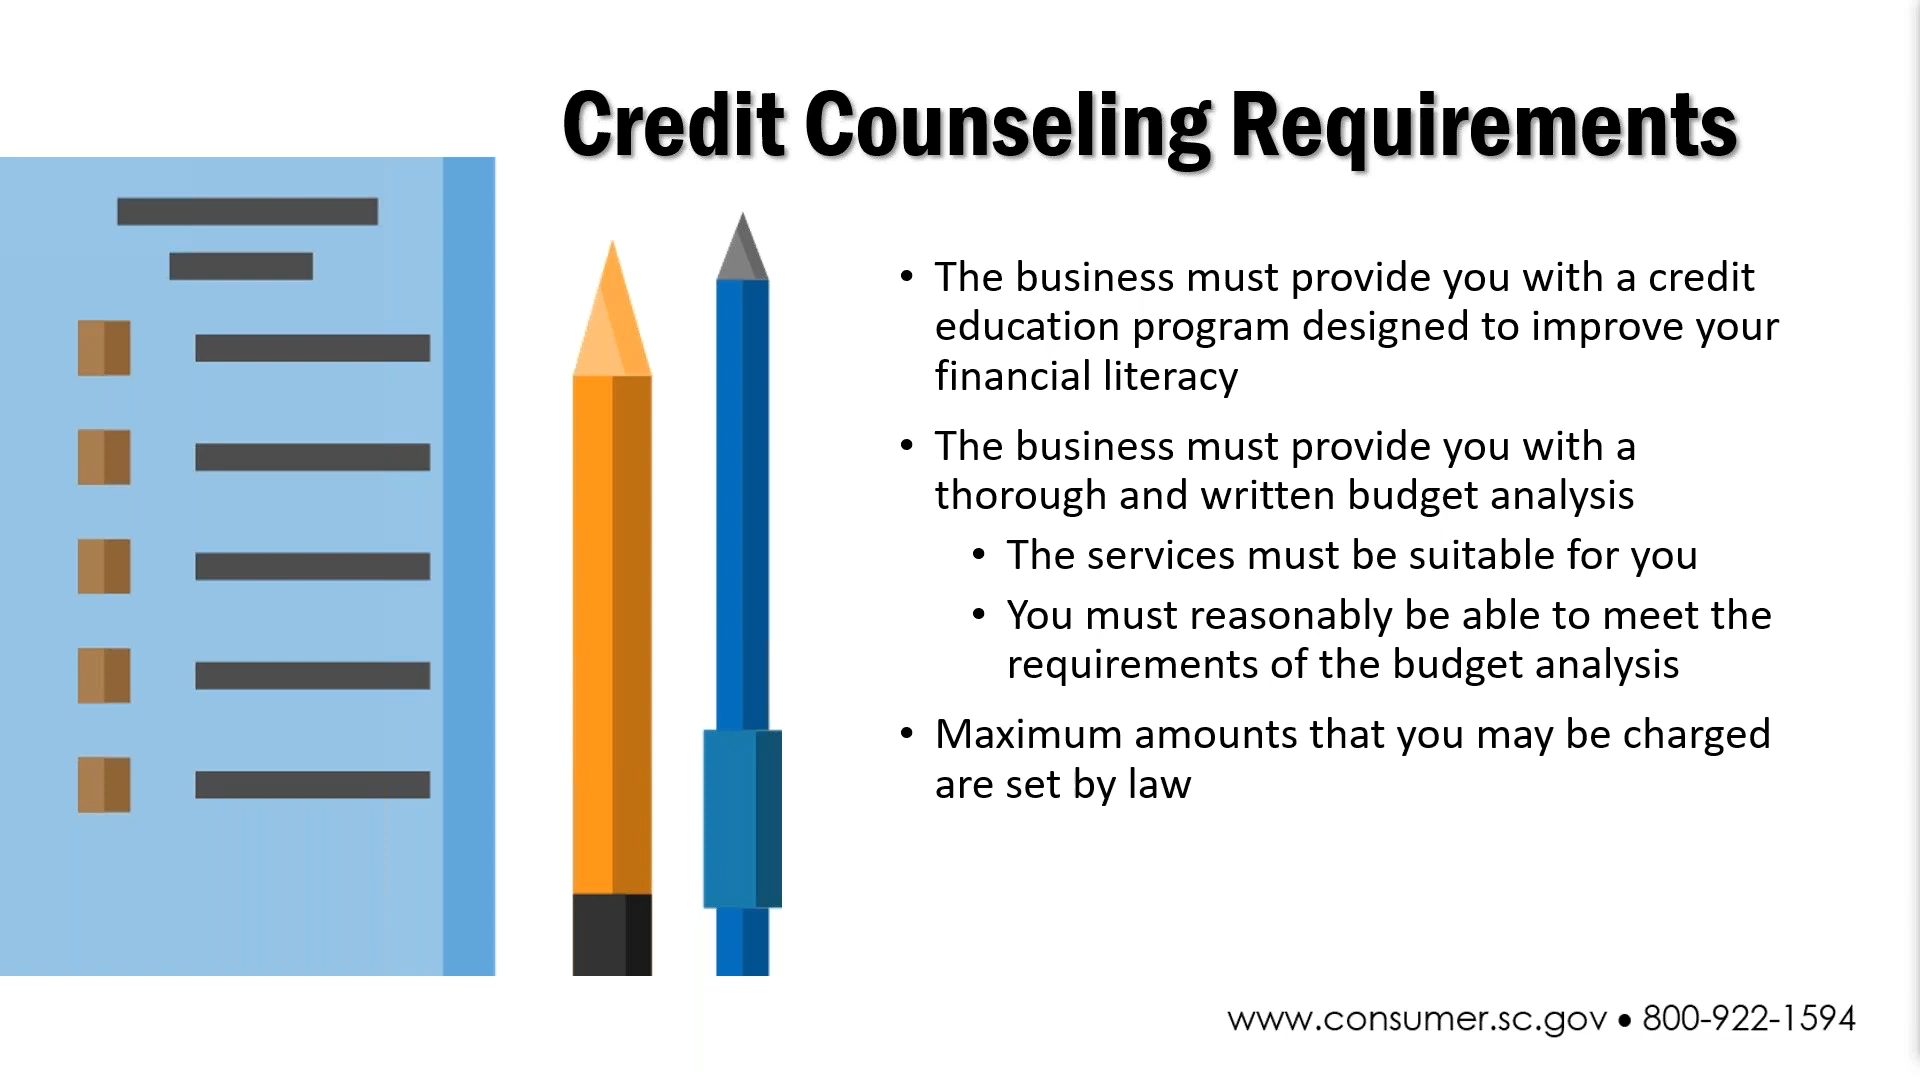 Credit Counseling Requirements
• The business must provide you with a credit
education program designed to improve your
financial literacy
• The business must provide you with a
thorough and written budget analysis
• The services must be suitable for you
• You must reasonably be able to meet the
requirements of the budget analysis
• Maximum amounts that you may be charged
are set by law
www.consumer.sc.gov • 800-922-1594